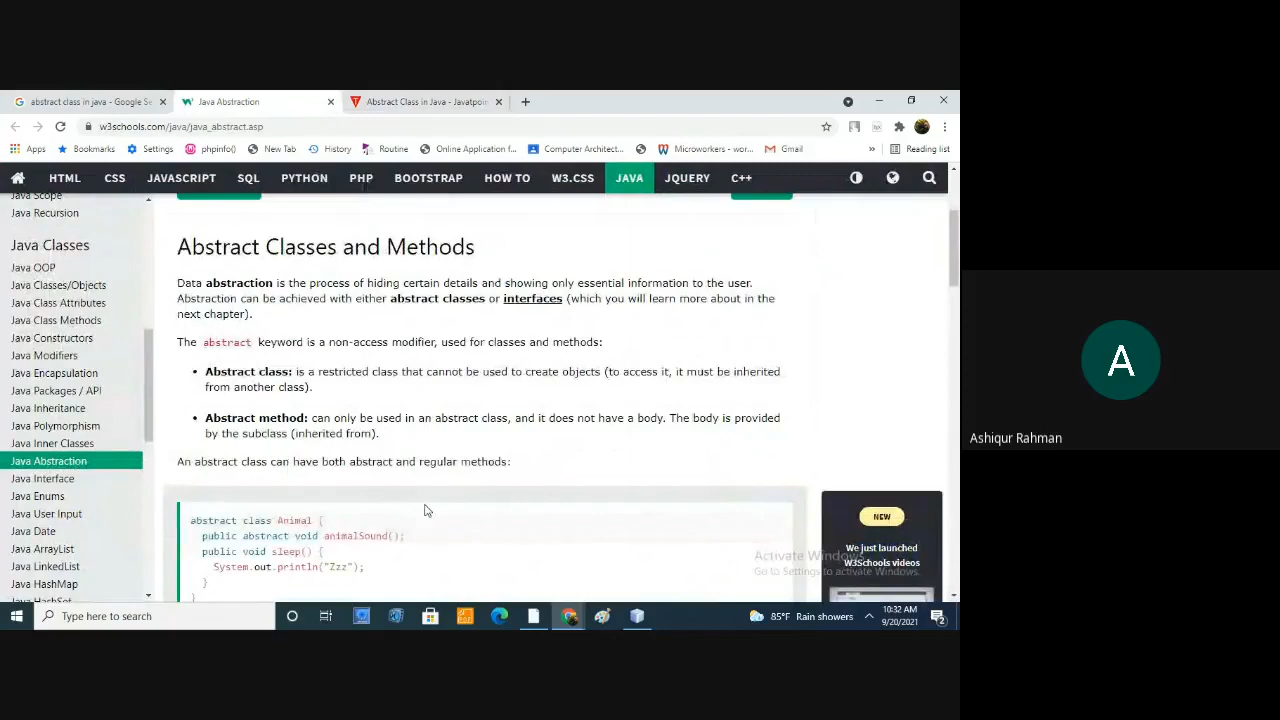 abstract class in java - Google Se
Java Abstraction
Abstract Class in Java - Javatpoin
w3schools.com/java/java_abstract.asp
Apps
Bookmarks
Settings
phpinfo()
New Tab
History
Routine
Online Application f...
Computer Architect...
Microworkers - wor...
Gmail
»
Reading list
HTML
CSS
JAVASCRIPT
SQL
PYTHON
PHP
BOOTSTRAP
HOW TO
W3.CSS
JAVA
JQUERY
C++
Java Scope
Java Recursion
Java Classes
Java OOP
Java Classes/Objects
Java Class Attributes
Java Class Methods
Java Constructors
Java Modifiers
Java Encapsulation
Java Packages / API
Java Inheritance
Java Polymorphism
Java Inner Classes
Java Abstraction
Java Interface
Java Enums
Java User Input
Java Date
Java ArrayList
Java LinkedList
Java HashMap
Java HashSet
Abstract Classes and Methods
Data abstraction is the process of hiding certain details and showing only essential information to the user.
Abstraction can be achieved with either abstract classes or interfaces (which you will learn more about in the
next chapter).
The abstract keyword is a non-access modifier, used for classes and methods:
• Abstract class: is a restricted class that cannot be used to create objects (to access it, it must be inherited
from another class).
• Abstract method: can only be used in an abstract class, and it does not have a body. The body is provided
by the subclass (inherited from).
An abstract class can have both abstract and regular methods:
abstract class Animal {
public abstract void animalSound();
public void sleep() {
System.out.println("Zzz");
}
}
NEW
We just launched
W3Schools videos
Activate Windows
Go to Settings to activate Windows.
Type here to search
85°F Rain showers
10:32 AM
9/20/2021
2
A
Ashiqur Rahman